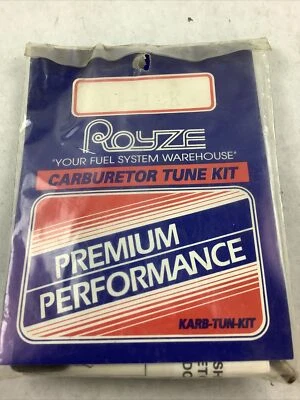 ROYZE
"YOUR FUEL SYSTEM WAREHOUSE"
CARBURETOR TUNE KIT
PREMIUM
PERFORMANCE
KARB-TUN-KIT